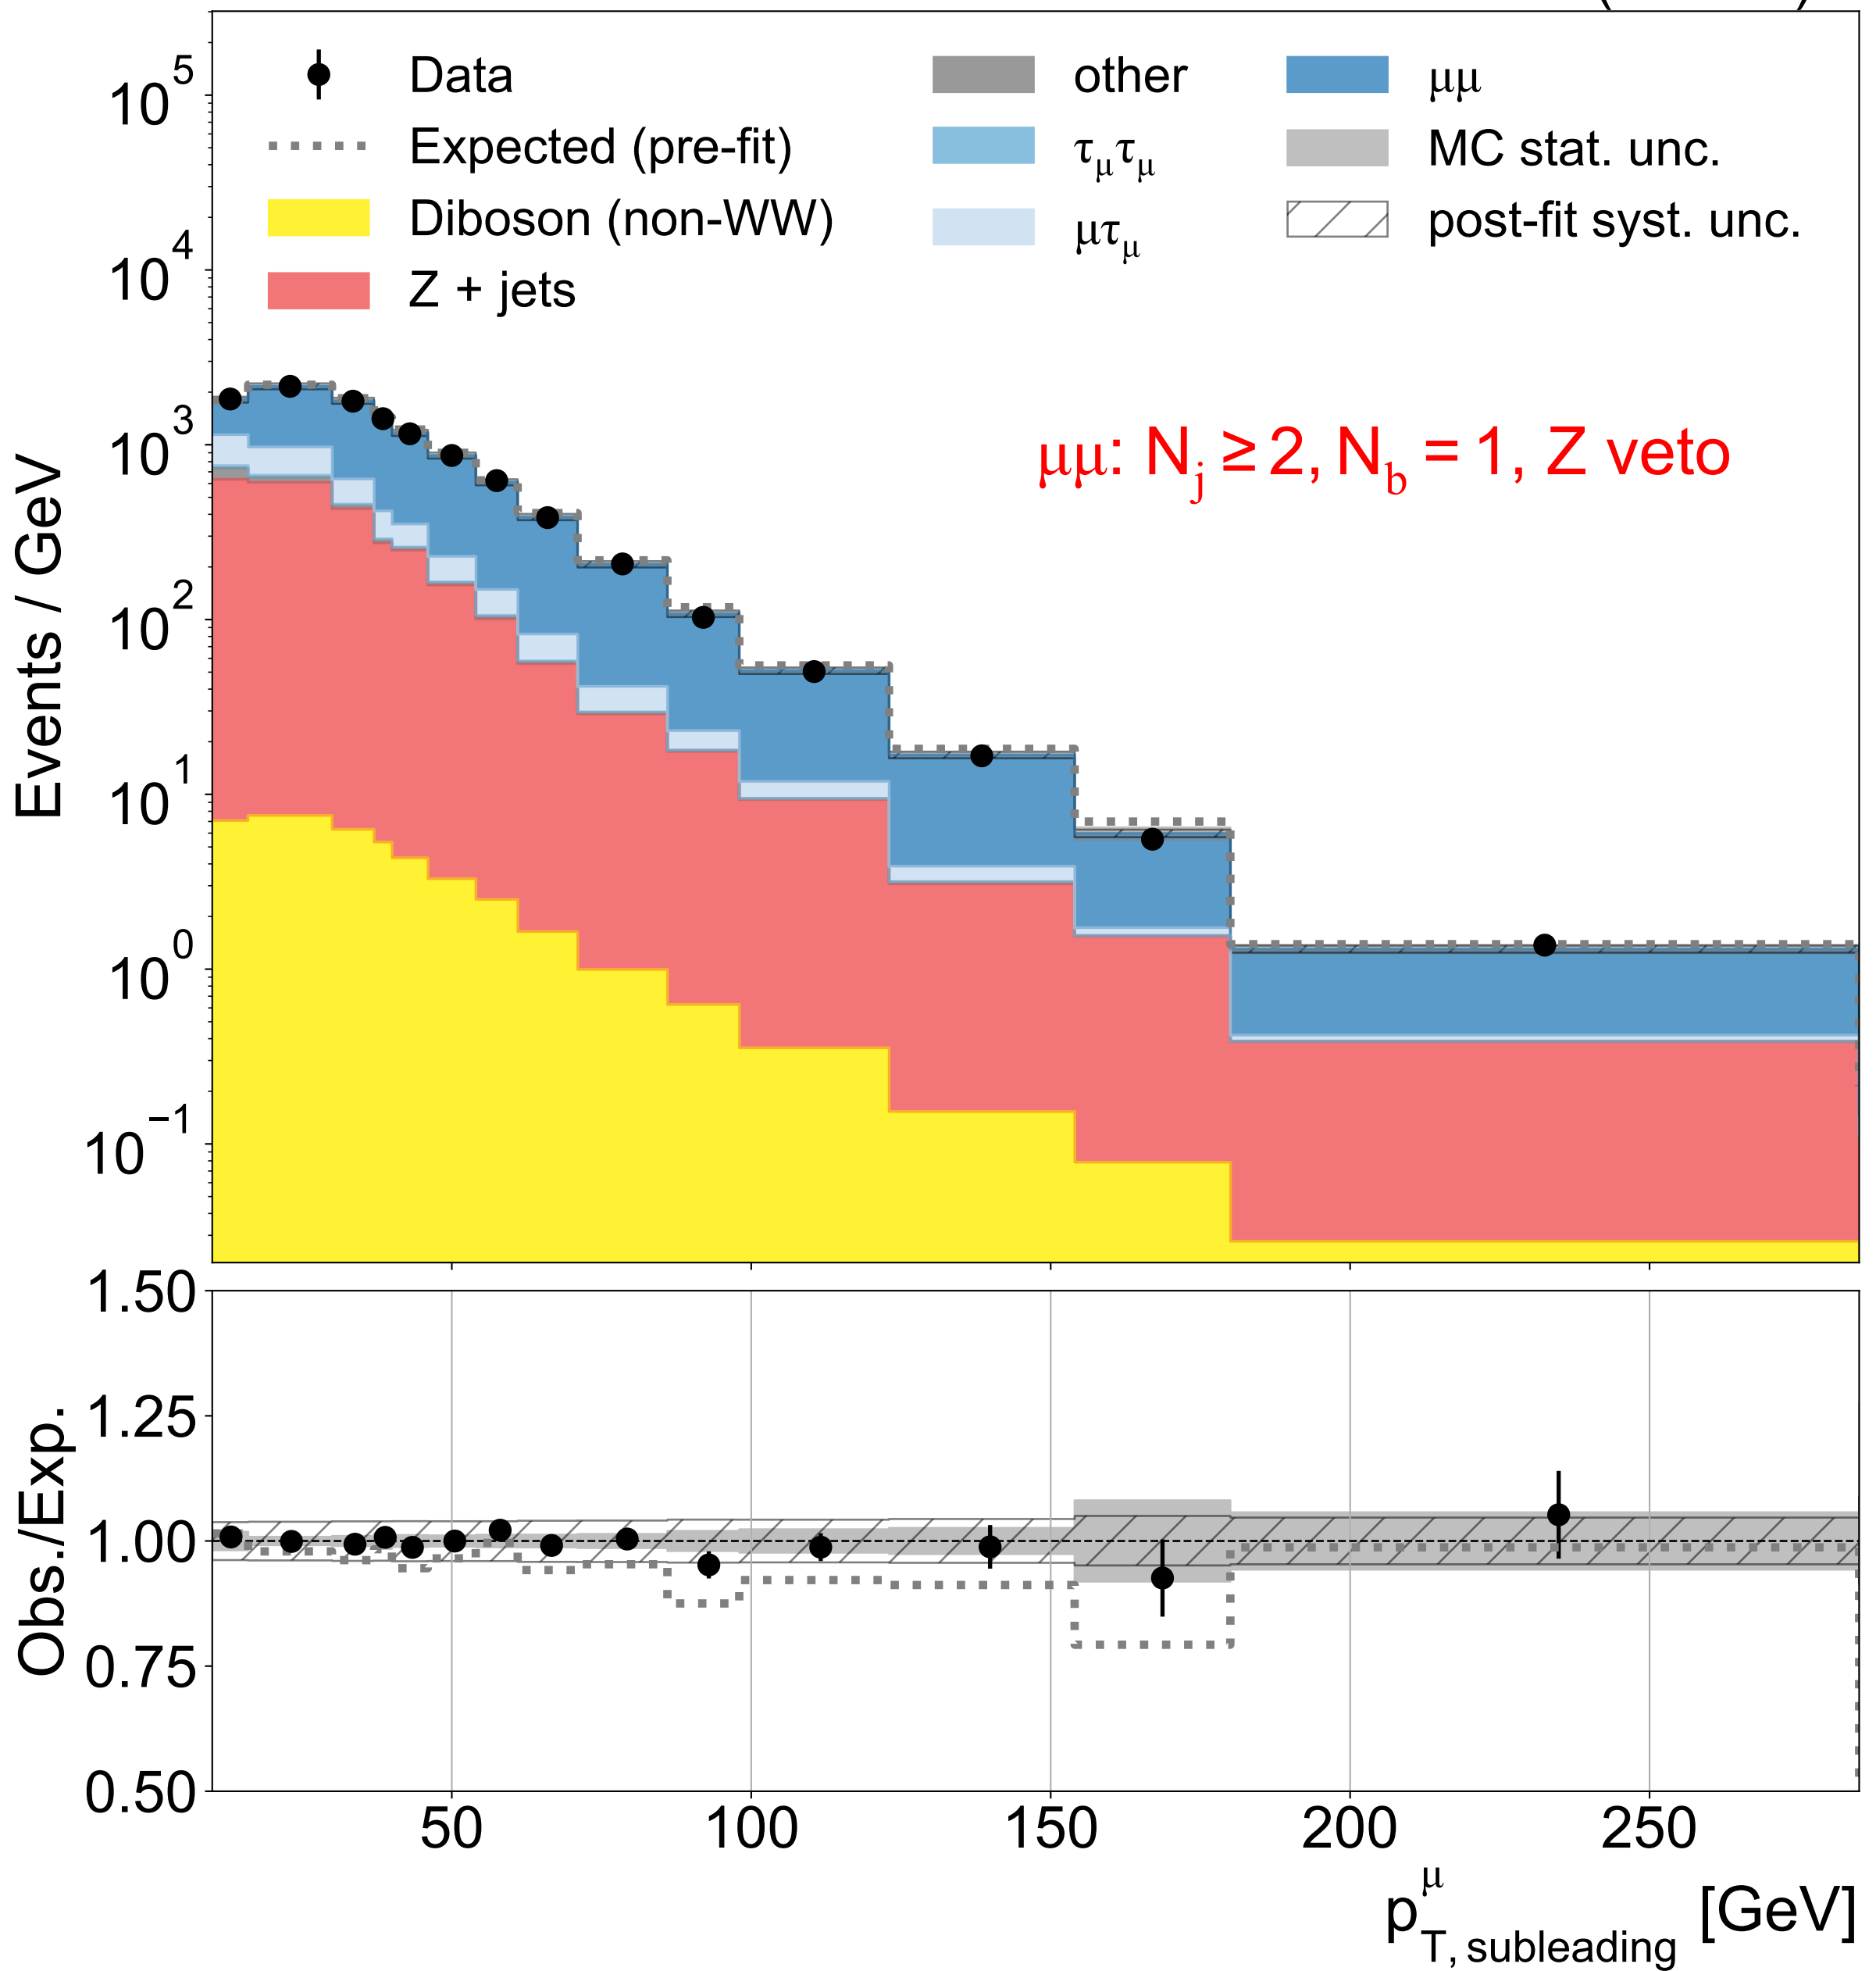 Data
Expected (pre-fit)
Diboson (non-WW)
Z + jets
other
τ_μτ_μ
μτ_μ
μμ
MC stat. unc.
post-fit syst. unc.
μμ: N_j ≥ 2, N_b = 1, Z veto
Events / GeV
10^5
10^4
10^3
10^2
10^1
10^0
10^−1
Obs./Exp.
1.50
1.25
1.00
0.75
0.50
50 100 150 200 250
p^μ_T, subleading [GeV]